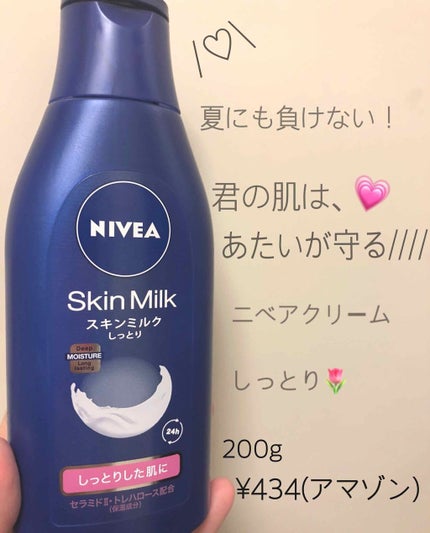 夏にも負けない！
君の肌は、💗
あたいが守る////
ニベアクリーム
しっとり🌷
200g
¥434(アマゾン)
NIVEA
Skin Milk
スキンミルク
しっとり
Deep
MOISTURE
Long
lasting
24h
しっとりした肌に
セラミドⅡ・トレハロース配合
(保湿成分)